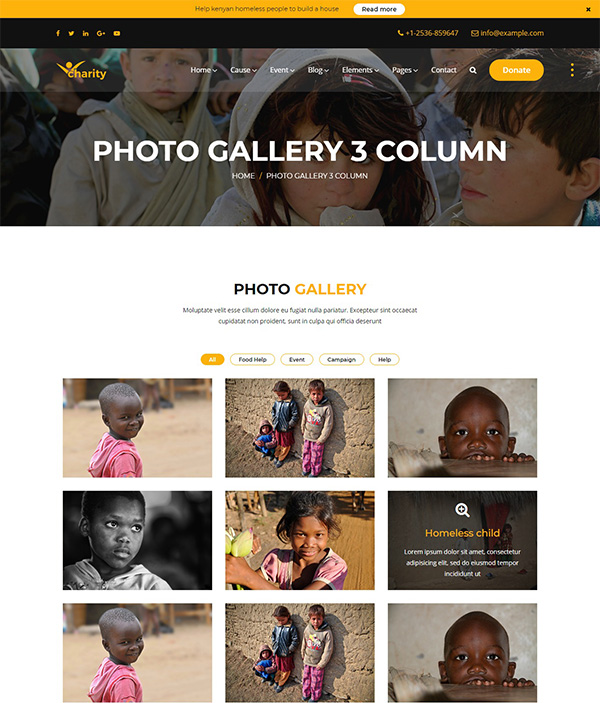 Help kenyan homeless people to build a house Read more
+1-2536-859647 info@example.com
charity Home Cause Event Blog Elements Pages Contact Donate
PHOTO GALLERY 3 COLUMN
HOME / PHOTO GALLERY 3 COLUMN
PHOTO GALLERY
Moluptate velit esse cillum dolore eu fugiat nulla pariatur. Excepteur sint occaecat
cupidatat non proident, sunt in culpa qui officia deserunt
All Food Help Event Campaign Help
Homeless child
Lorem ipsum dolor sit amet, consectetur
adipisicing elit, sed do eiusmod tempor
incididunt ut